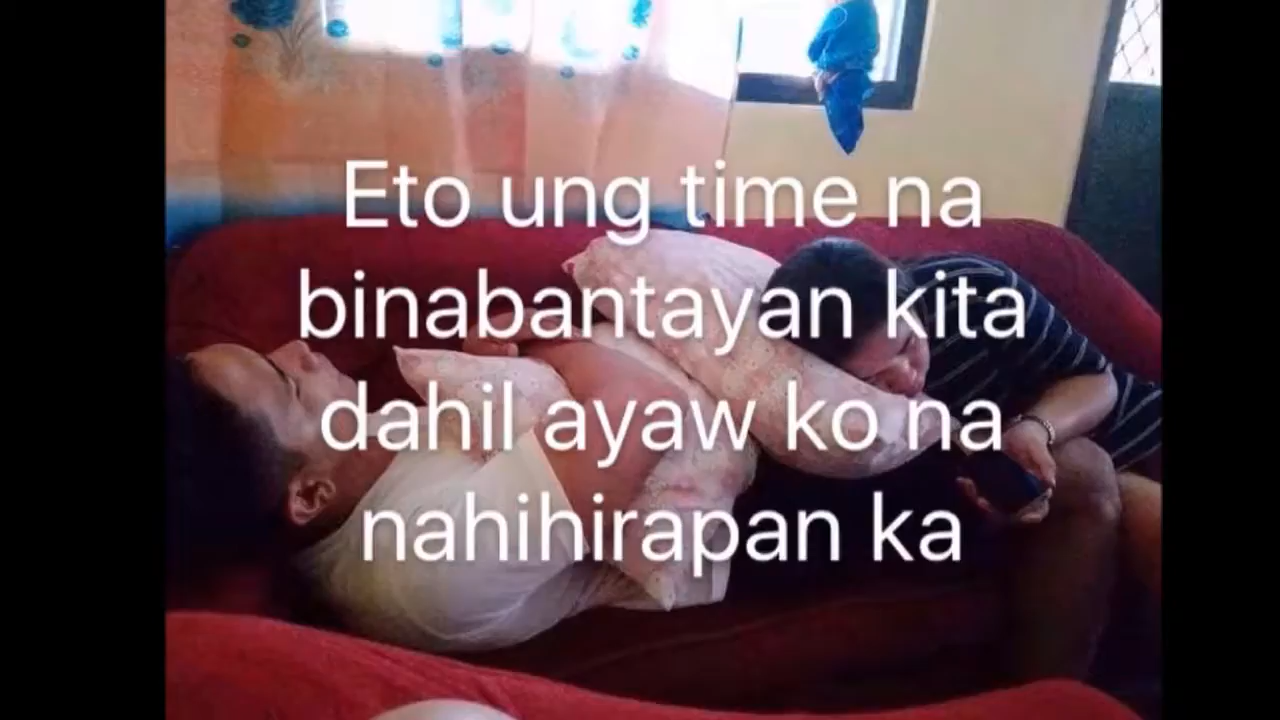 Eto ung time na
binabantayan kita
dahil ayaw ko na
nahihirapan ka